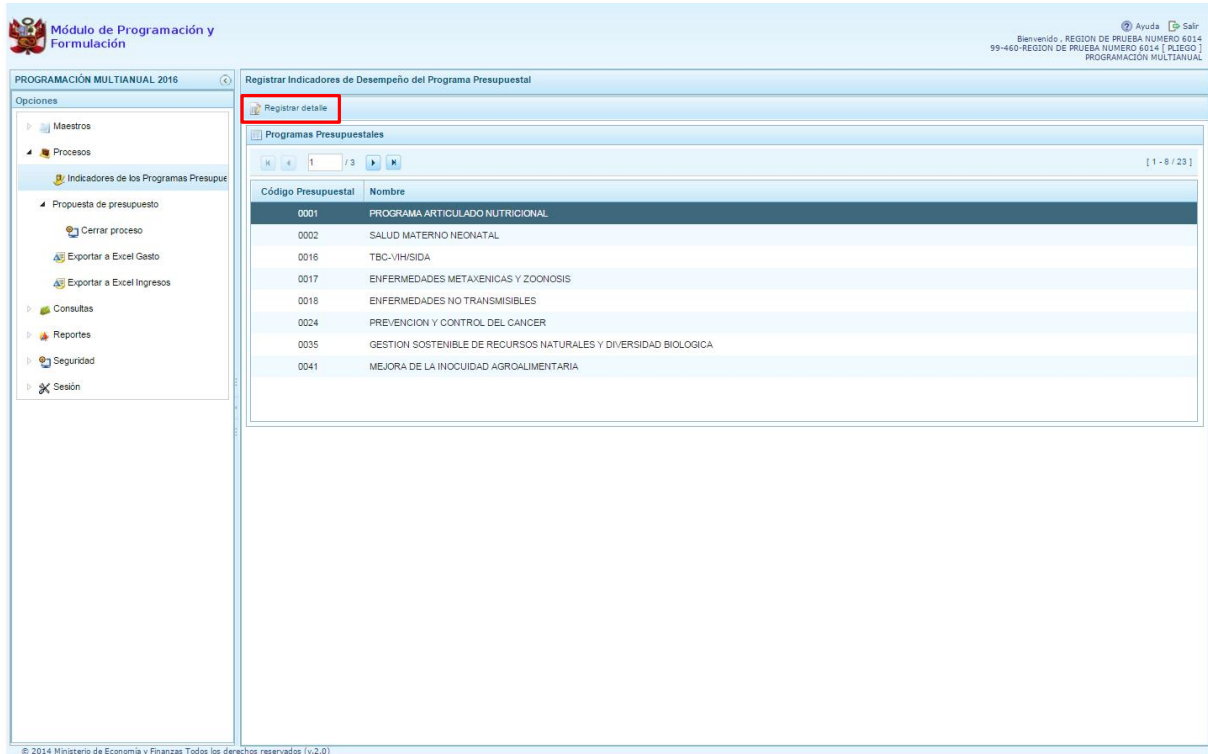 Módulo de Programación y
Formulación
Ayuda Salir
Bienvenido , REGION DE PRUEBA NUMERO 6014
99-460-REGION DE PRUEBA NUMERO 6014 [ PLIEGO ]
PROGRAMACIÓN MULTIANUAL
PROGRAMACIÓN MULTIANUAL 2016
Opciones
Maestros
Procesos
Indicadores de los Programas Presupue
Propuesta de presupuesto
Cerrar proceso
Exportar a Excel Gasto
Exportar a Excel Ingresos
Consultas
Reportes
Seguridad
Sesión
Registrar Indicadores de Desempeño del Programa Presupuestal
Registrar detalle
Programas Presupuestales
1 / 3 [ 1 - 8 / 23 ]
Código Presupuestal Nombre
0001 PROGRAMA ARTICULADO NUTRICIONAL
0002 SALUD MATERNO NEONATAL
0016 TBC-VIH/SIDA
0017 ENFERMEDADES METAXENICAS Y ZOONOSIS
0018 ENFERMEDADES NO TRANSMISIBLES
0024 PREVENCION Y CONTROL DEL CANCER
0035 GESTION SOSTENIBLE DE RECURSOS NATURALES Y DIVERSIDAD BIOLOGICA
0041 MEJORA DE LA INOCUIDAD AGROALIMENTARIA
© 2014 Ministerio de Economía y Finanzas Todos los derechos reservados (v.2.0)